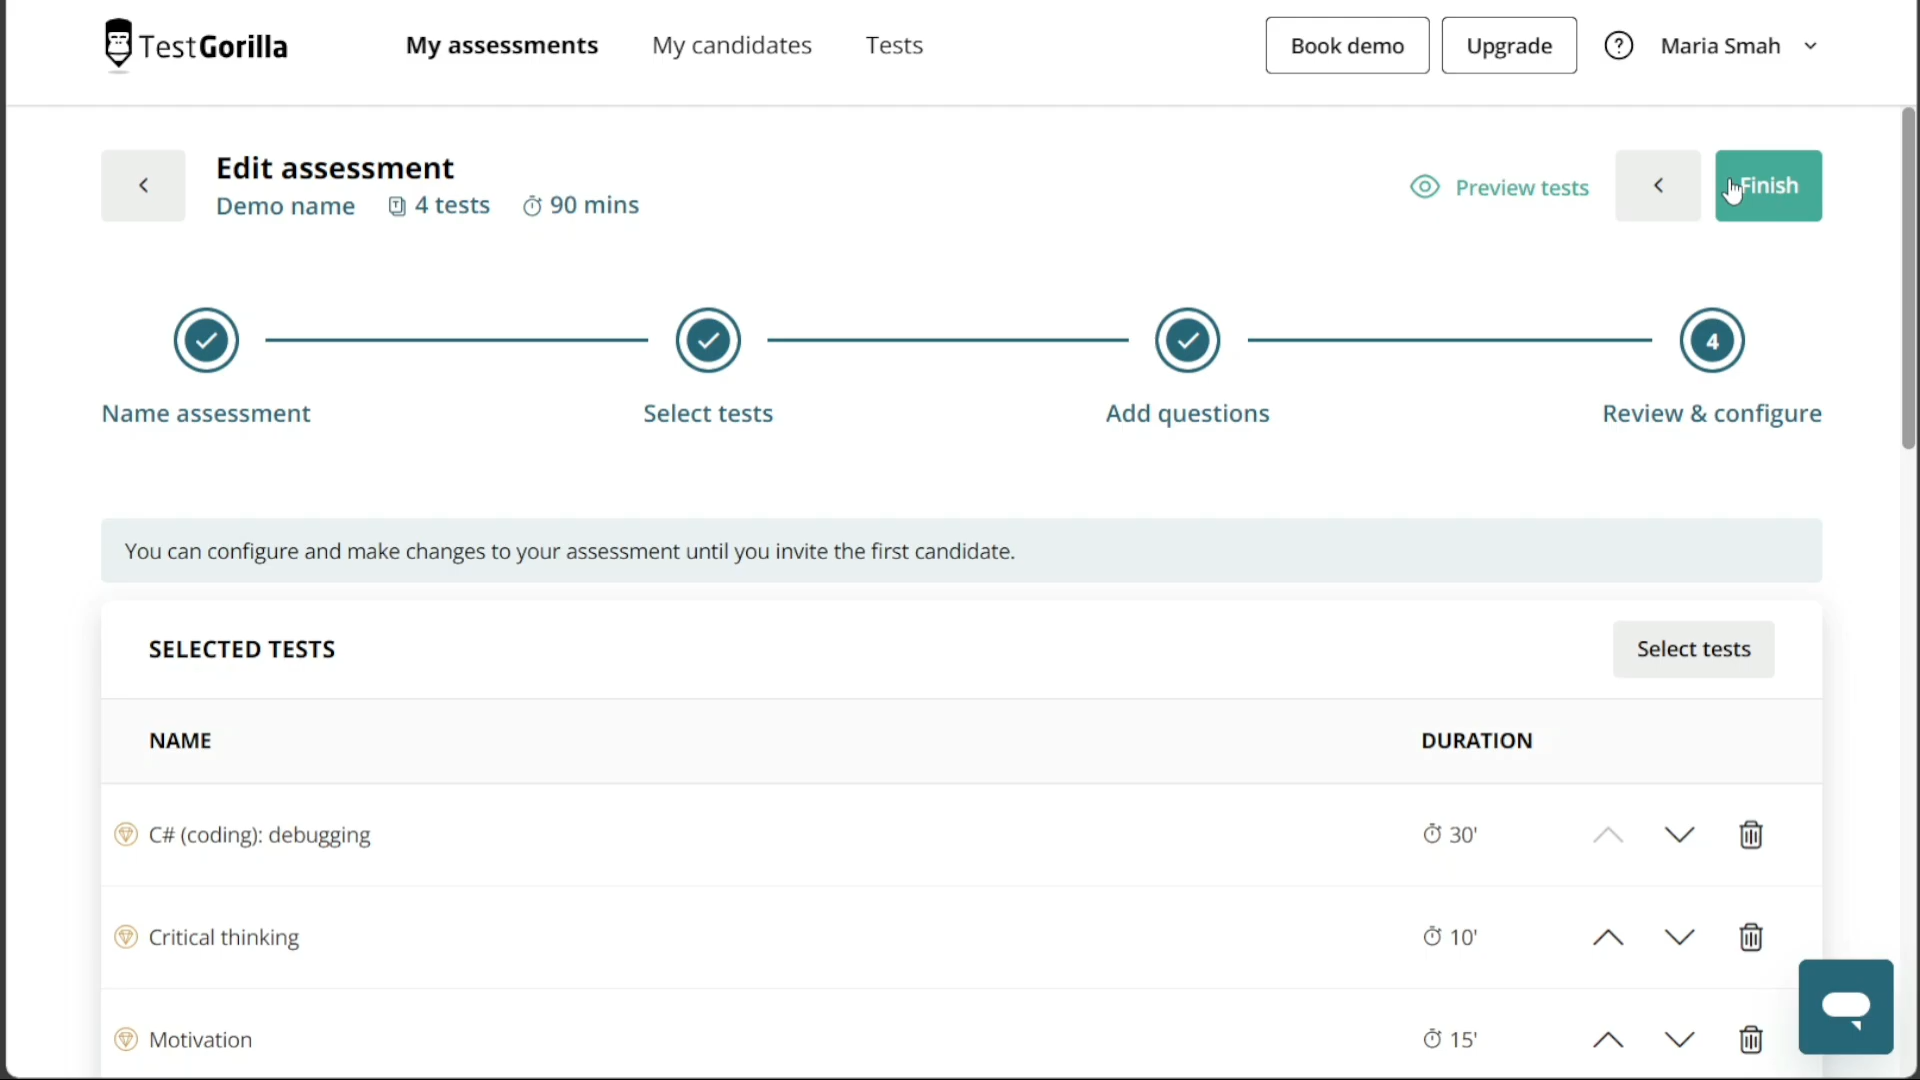 TestGorilla
My assessments
My candidates
Tests
Book demo
Upgrade
?
Maria Smah
Edit assessment
Demo name
4 tests
90 mins
Preview tests
Finish
4
Name assessment
Select tests
Add questions
Review & configure
You can configure and make changes to your assessment until you invite the first candidate.
SELECTED TESTS
Select tests
NAME
DURATION
C# (coding): debugging
30'
Critical thinking
10'
Motivation
15'